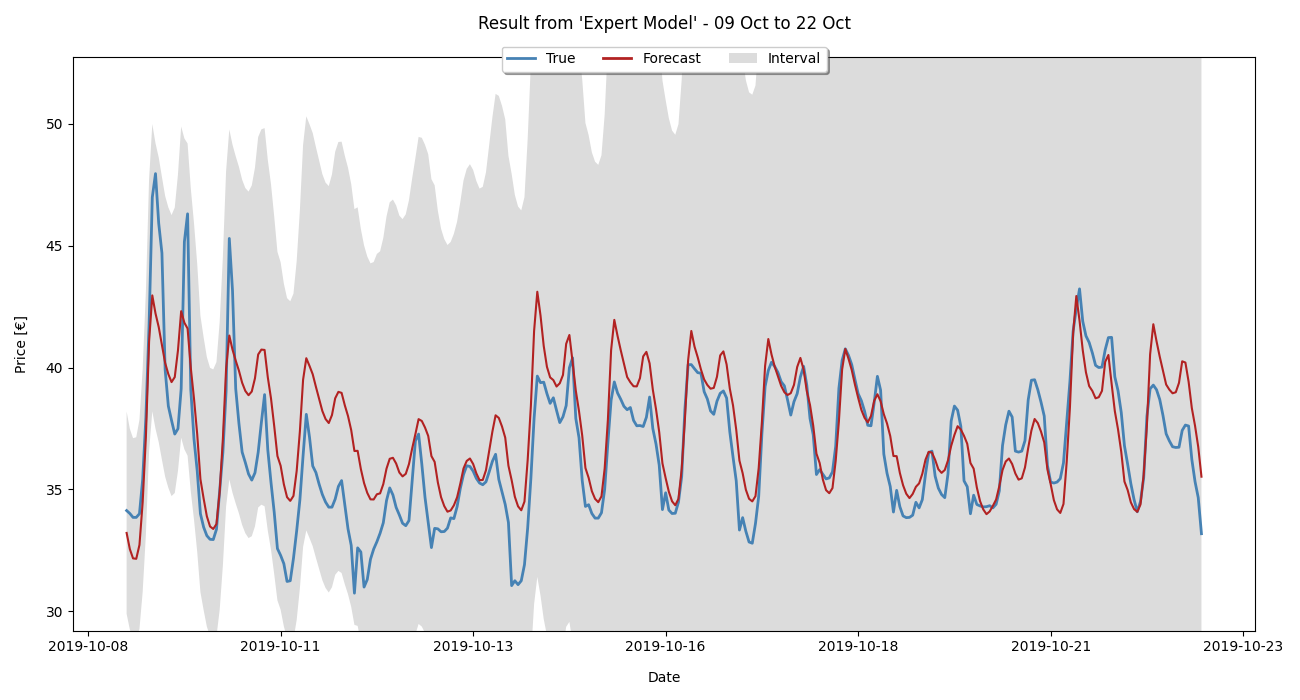 Result from 'Expert Model' - 09 Oct to 22 Oct
True Forecast Interval
Price [€]
50
45
40
35
30
2019-10-08 2019-10-11 2019-10-13 2019-10-16 2019-10-18 2019-10-21 2019-10-23
Date